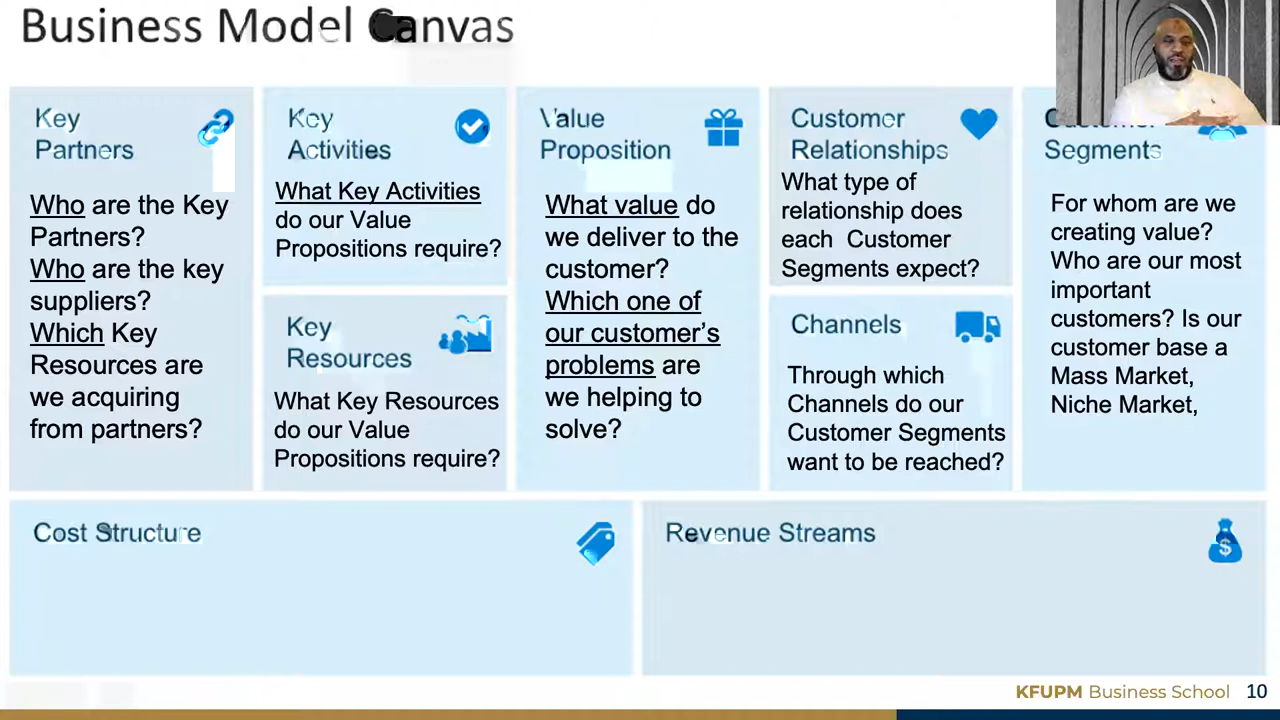 Business Model Canvas
Key
Partners
Who are the Key
Partners?
Who are the key
suppliers?
Which Key
Resources are
we acquiring
from partners?
Key
Activities
What Key Activities
do our Value
Propositions require?
Key
Resources
What Key Resources
do our Value
Propositions require?
Value
Proposition
What value do
we deliver to the
customer?
Which one of
our customer's
problems are
we helping to
solve?
Customer
Relationships
What type of
relationship does
each Customer
Segments expect?
Channels
Through which
Channels do our
Customer Segments
want to be reached?
Customer
Segments
For whom are we
creating value?
Who are our most
important
customers? Is our
customer base a
Mass Market,
Niche Market,
Cost Structure
Revenue Streams
$
KFUPM Business School 10